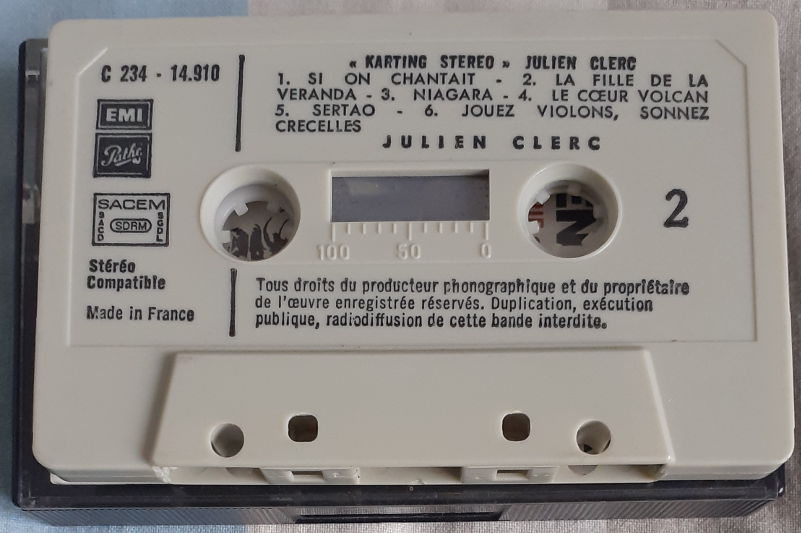 C 234 - 14.910
EMI
Pathé
SACEM
SACD
SDRM
SGDL
Stéréo
Compatible
Made in France
« KARTING STEREO » JULIEN CLERC
1. SI ON CHANTAIT - 2. LA FILLE DE LA
VERANDA - 3. NIAGARA - 4. LE CŒUR VOLCAN
5. SERTAO - 6. JOUEZ VIOLONS, SONNEZ
CRECELLES
JULIEN CLERC
100 50 0
2
Tous droits du producteur phonographique et du propriétaire
de l'œuvre enregistrée réservés. Duplication, exécution
publique, radiodiffusion de cette bande interdite.